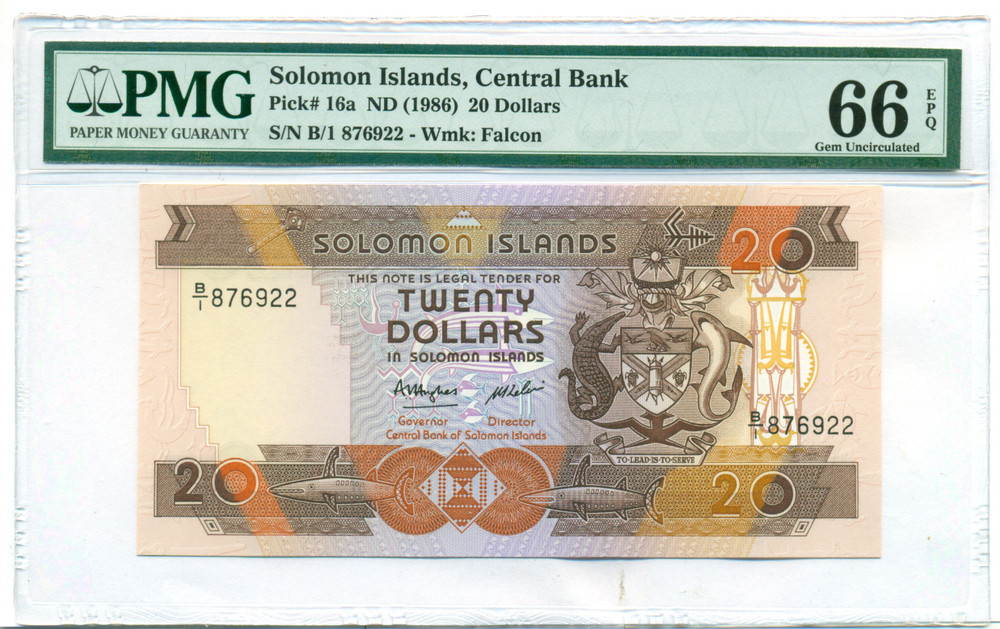 PMG
PAPER MONEY GUARANTY
Solomon Islands, Central Bank
Pick# 16a ND (1986) 20 Dollars
S/N B/1 876922 - Wmk: Falcon
66
EPQ
Gem Uncirculated
SOLOMON ISLANDS
20
B/1 876922
THIS NOTE IS LEGAL TENDER FOR
TWENTY
DOLLARS
IN SOLOMON ISLANDS
Governor Director
Central Bank of Solomon Islands
B/1 876922
TO·LEAD·IS·TO·SERVE
20
20